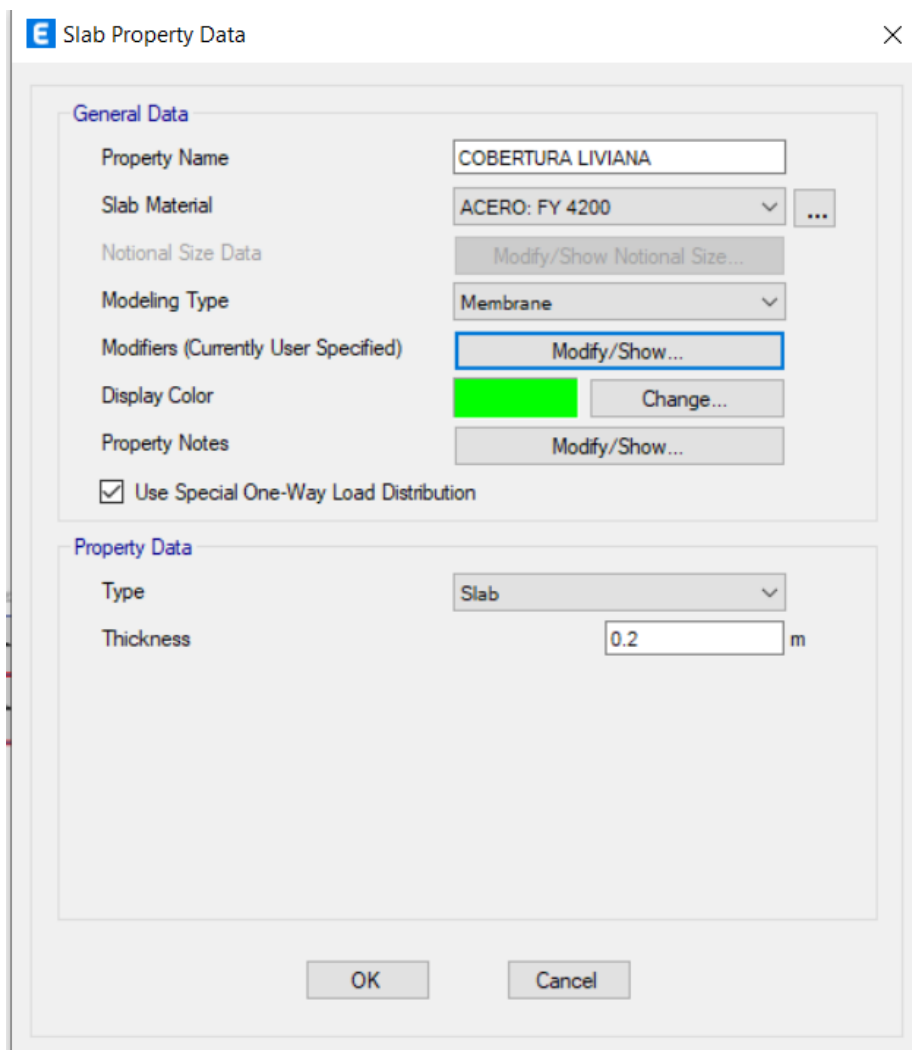 E Slab Property Data
General Data
Property Name COBERTURA LIVIANA
Slab Material ACERO: FY 4200 ...
Notional Size Data Modify/Show Notional Size...
Modeling Type Membrane
Modifiers (Currently User Specified) Modify/Show...
Display Color Change...
Property Notes Modify/Show...
Use Special One-Way Load Distribution
Property Data
Type Slab
Thickness 0.2 m
OK Cancel